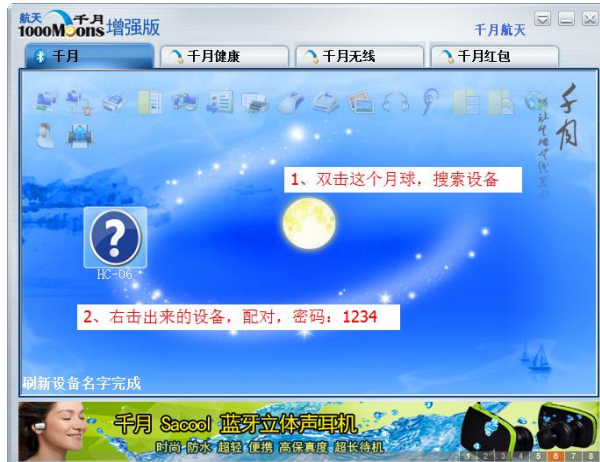 航天 千月
1000Moons 增强版
千月航天
千月
千月健康
千月无线
千月红包
千月
1、双击这个月球，搜索设备
HC-06
2、右击出来的设备，配对，密码：1234
刷新设备名字完成
千月 Sacool 蓝牙立体声耳机
时尚 防水 超轻 便携 高保真度 超长待机
1 2 3 4 5 6 7 8